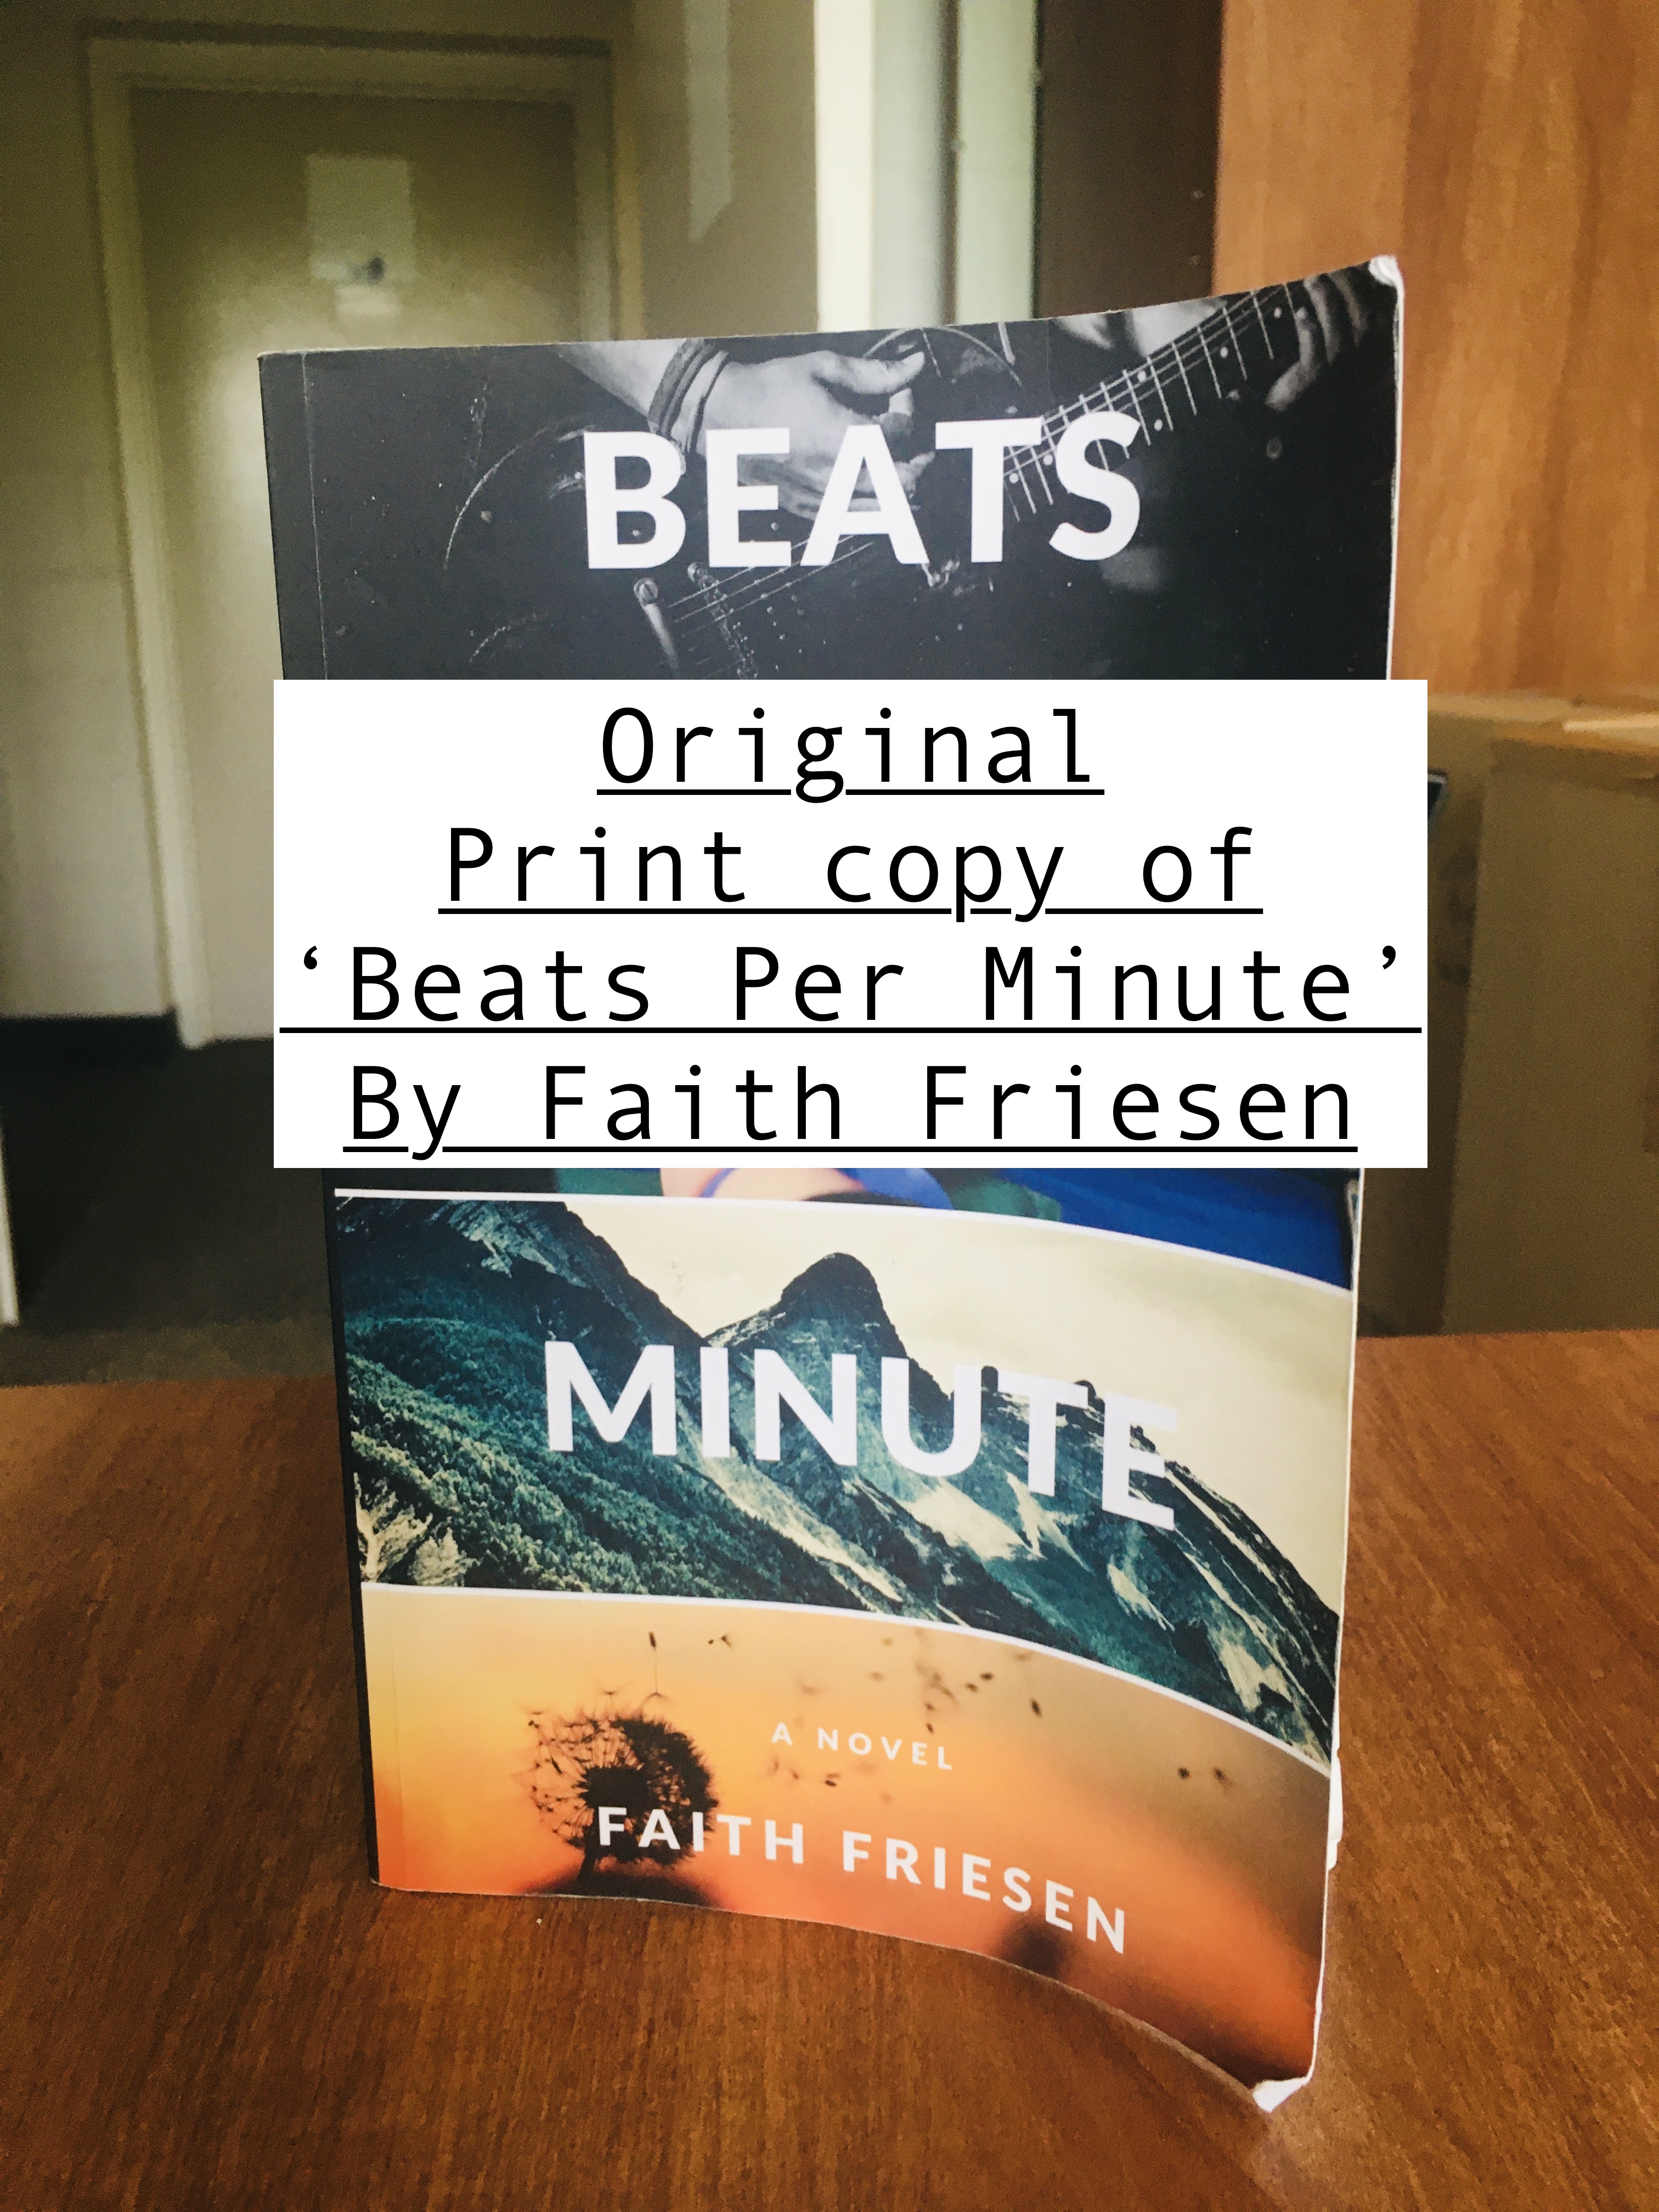 BEATS
Original
Print copy of
‘Beats Per Minute’
By Faith Friesen
MINUTE
A NOVEL
FAITH FRIESEN